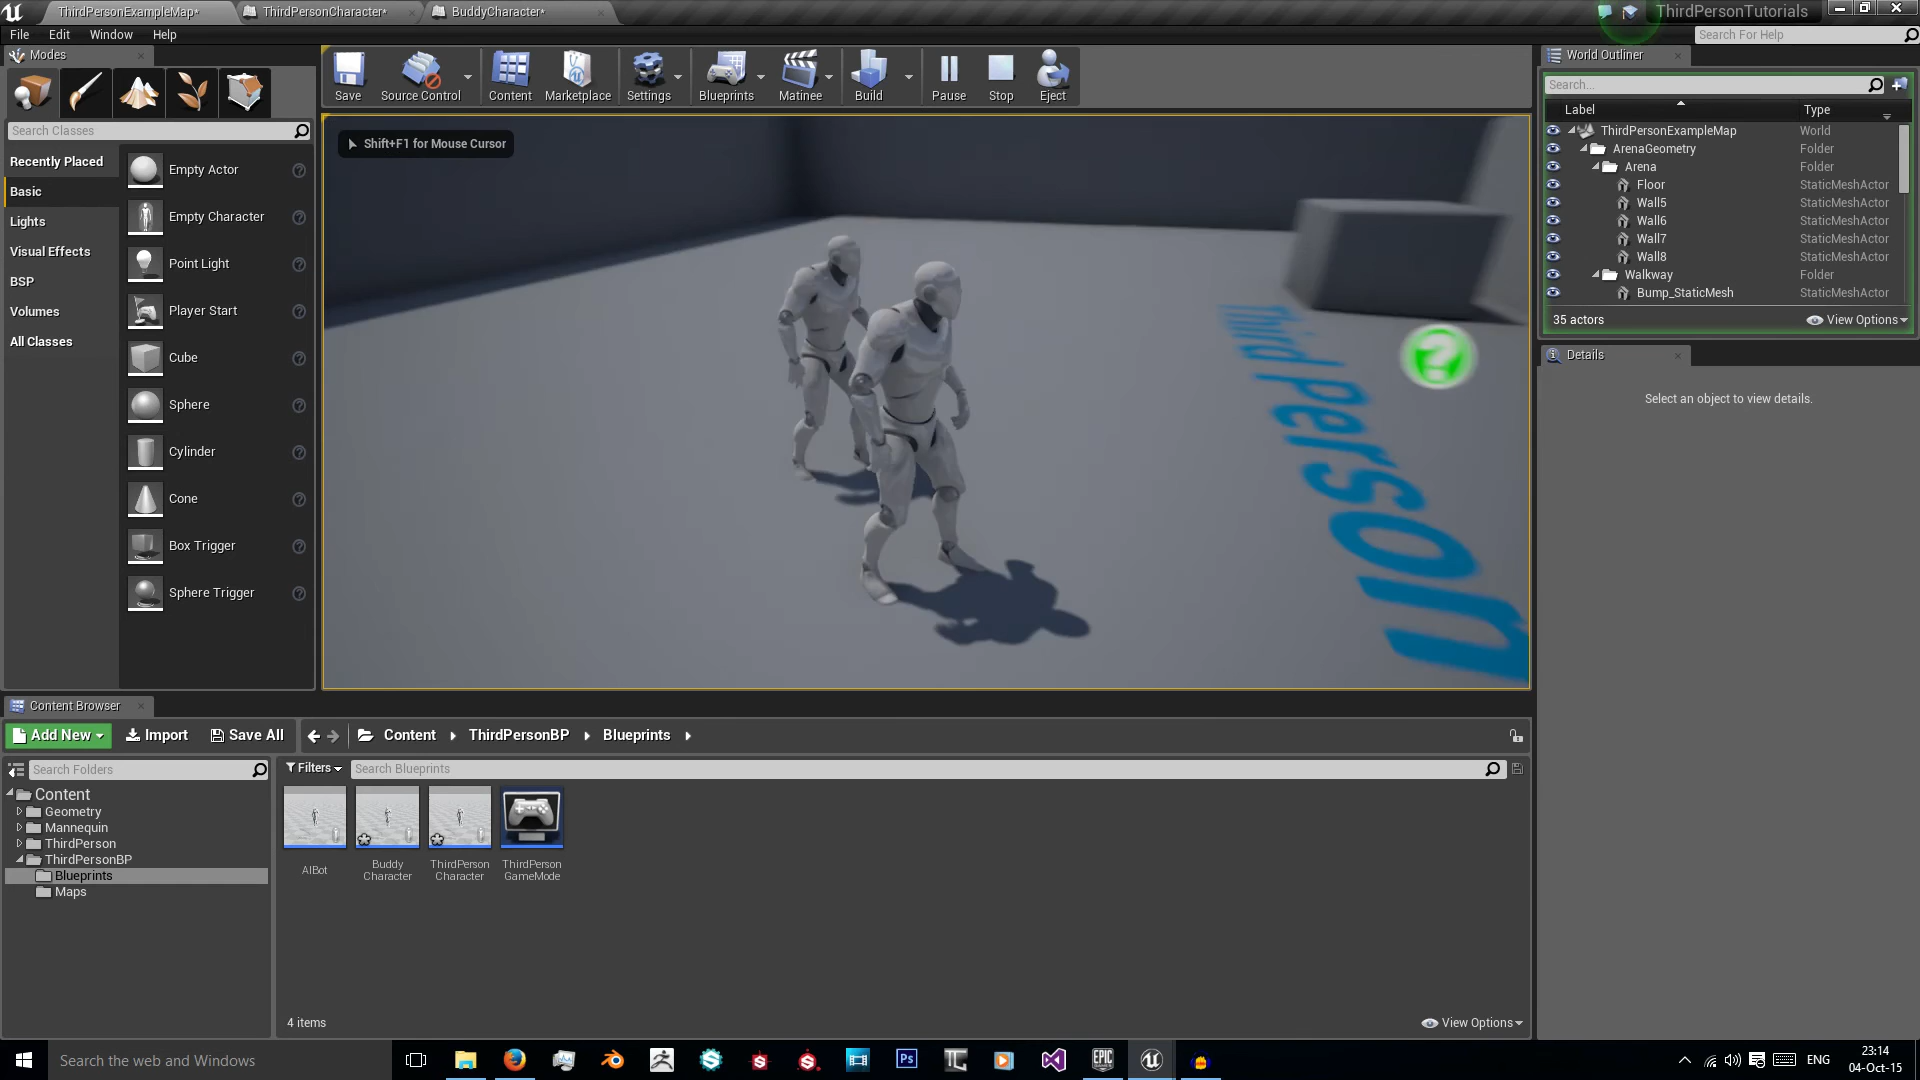 ThirdPersonExampleMap*
ThirdPersonCharacter*
BuddyCharacter*
ThirdPersonTutorials
File Edit Window Help
Search For Help
Modes
Save
Source Control
Content
Marketplace
Settings
Blueprints
Matinee
Build
Pause
Stop
Eject
World Outliner
Search...
Label Type
ThirdPersonExampleMap World
ArenaGeometry Folder
Arena Folder
Floor StaticMeshActor
Wall5 StaticMeshActor
Wall6 StaticMeshActor
Wall7 StaticMeshActor
Wall8 StaticMeshActor
Walkway Folder
Bump_StaticMesh StaticMeshActor
35 actors View Options
Details
Select an object to view details.
Search Classes
Recently Placed
Basic
Lights
Visual Effects
BSP
Volumes
All Classes
Empty Actor
Empty Character
Point Light
Player Start
Cube
Sphere
Cylinder
Cone
Box Trigger
Sphere Trigger
Shift+F1 for Mouse Cursor
Third Person
Content Browser
Add New Import Save All
Content ThirdPersonBP Blueprints
Search Folders
Content
Geometry
Mannequin
ThirdPerson
ThirdPersonBP
Blueprints
Maps
Filters Search Blueprints
AIBot
Buddy
Character
ThirdPerson
Character
ThirdPerson
GameMode
4 items View Options
Search the web and Windows
Ps
EPIC
ENG
23:14
04-Oct-15